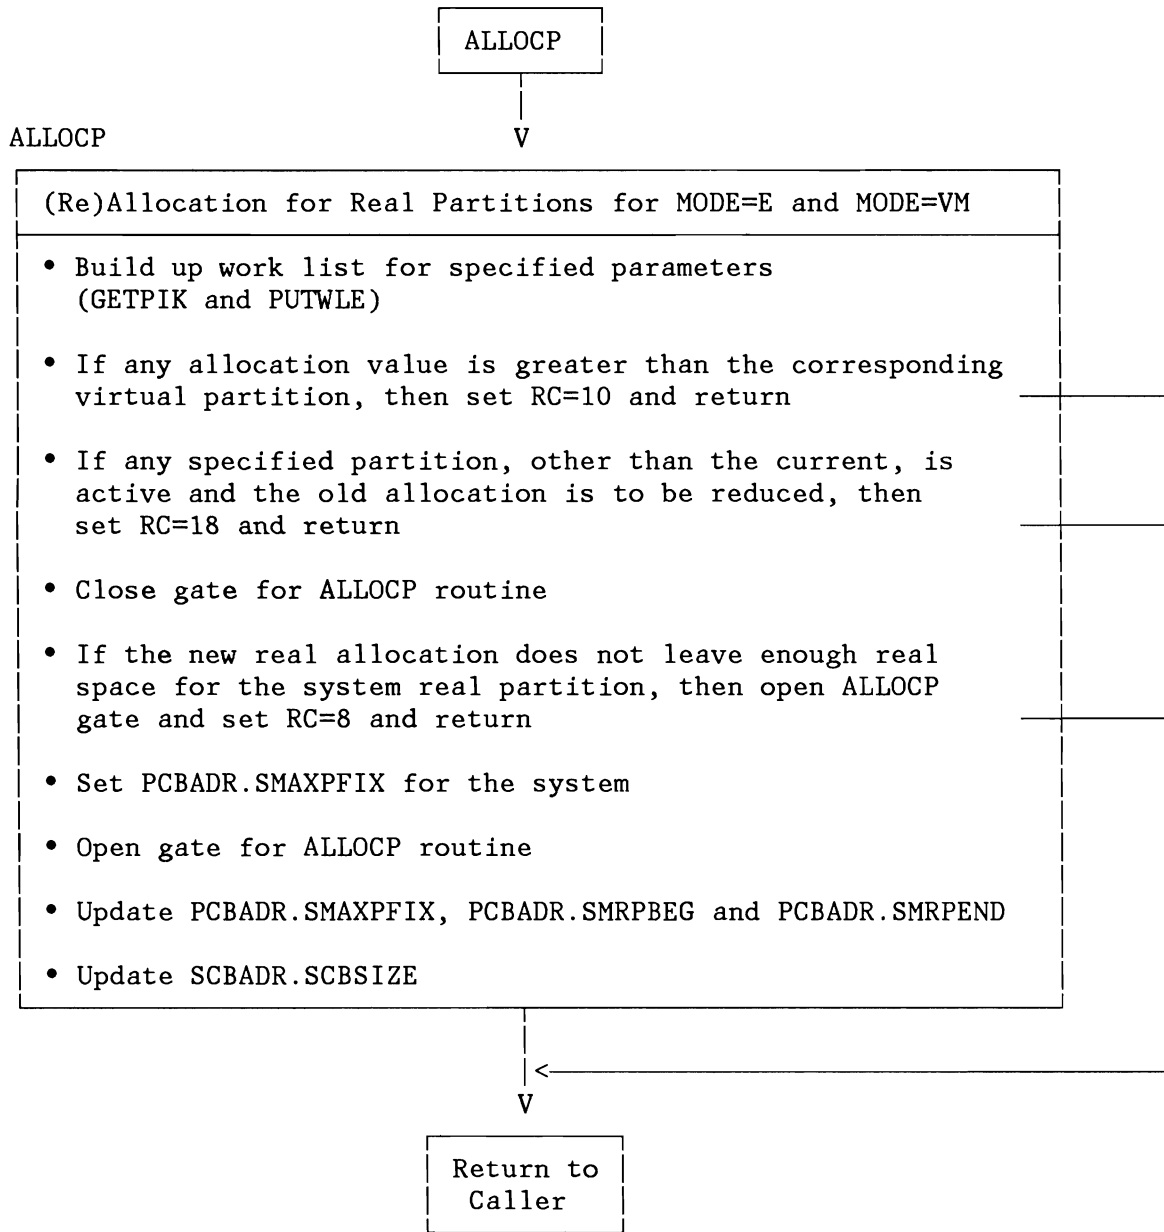 ALLOCP
V
ALLOCP
(Re)Allocation for Real Partitions for MODE=E and MODE=VM
• Build up work list for specified parameters
(GETPIK and PUTWLE)
• If any allocation value is greater than the corresponding
virtual partition, then set RC=10 and return
• If any specified partition, other than the current, is
active and the old allocation is to be reduced, then
set RC=18 and return
• Close gate for ALLOCP routine
• If the new real allocation does not leave enough real
space for the system real partition, then open ALLOCP
gate and set RC=8 and return
• Set PCBADR.SMAXPFIX for the system
• Open gate for ALLOCP routine
• Update PCBADR.SMAXPFIX, PCBADR.SMRPBEG and PCBADR.SMRPEND
• Update SCBADR.SCBSIZE
<
V
Return to
Caller